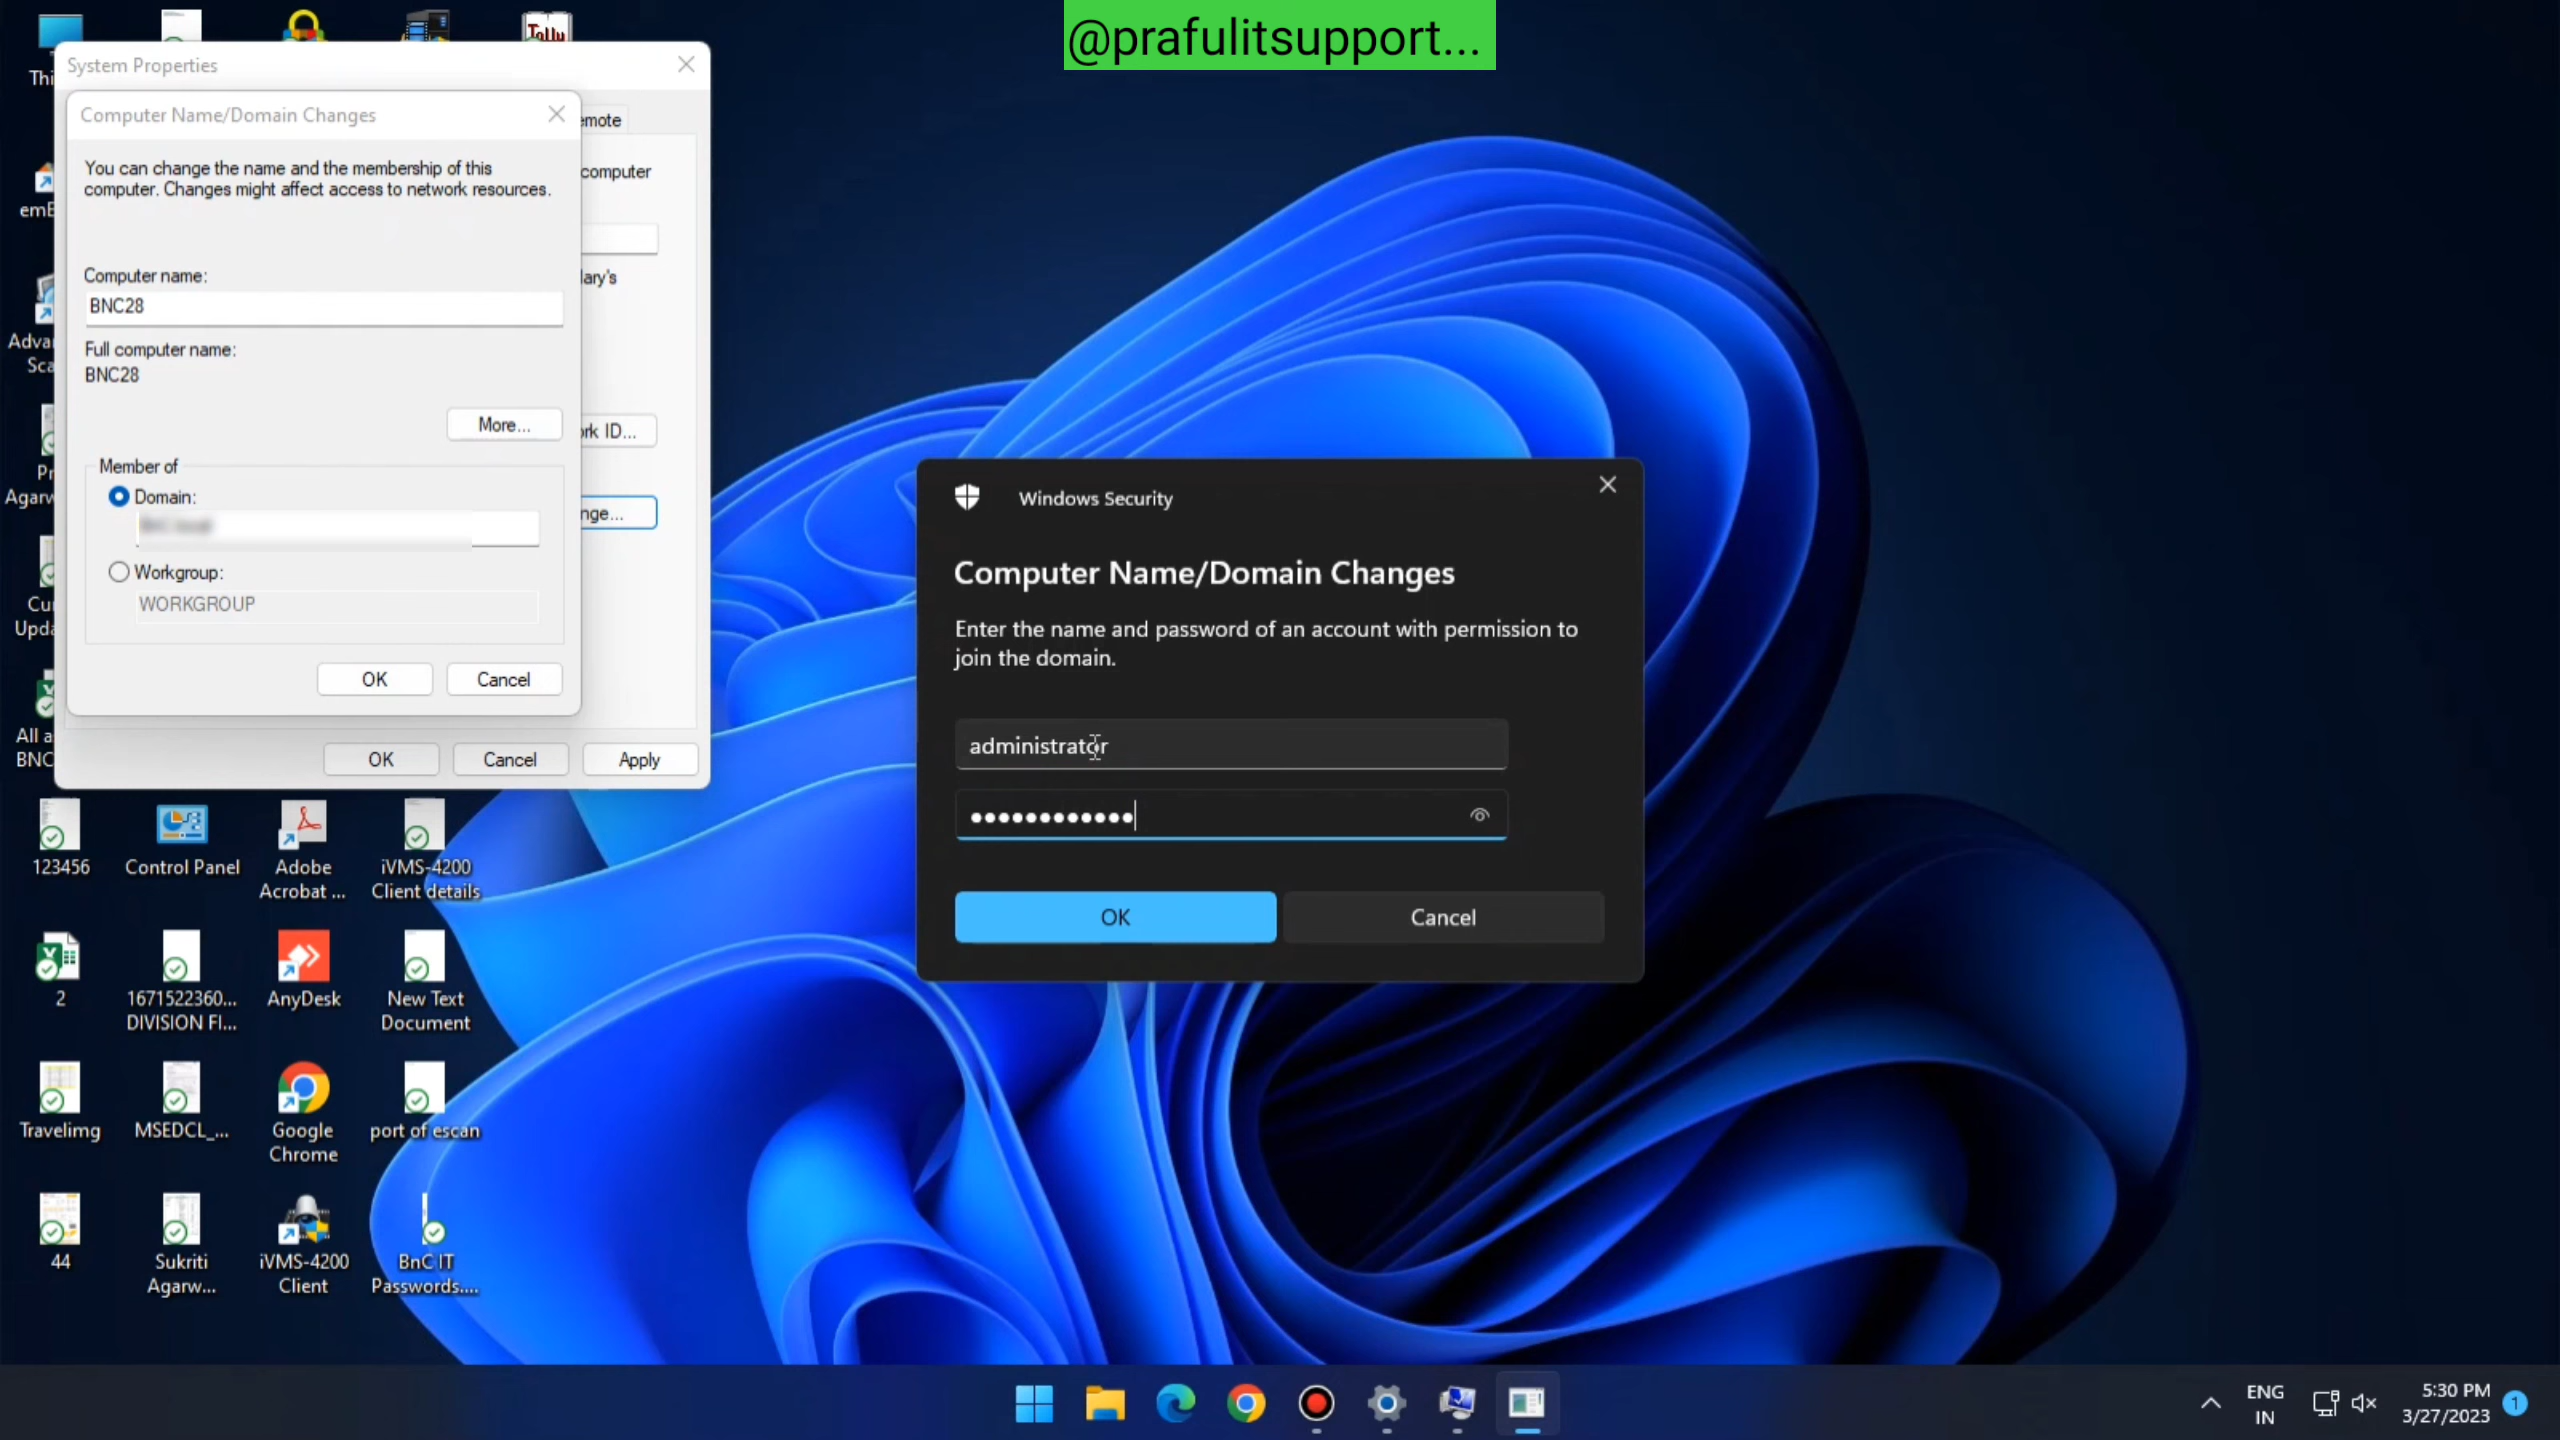 @prafulitsupport...
Tally
System Properties
Computer Name/Domain Changes
emote
You can change the name and the membership of this
computer. Changes might affect access to network resources.
computer
Computer name:
ary's
BNC28
Full computer name:
BNC28
More...
rk ID...
Member of
Domain:
nge...
Workgroup:
WORKGROUP
OK
Cancel
OK
Cancel
Apply
Windows Security
Computer Name/Domain Changes
Enter the name and password of an account with permission to
join the domain.
administrator
OK
Cancel
Thi
emB
Adva
Sca
Pr
Agarw
Cu
Upda
All a
BNC
123456
Control Panel
Adobe
Acrobat ...
iVMS-4200
Client details
2
1671522360...
DIVISION FI...
AnyDesk
New Text
Document
Travelimg
MSEDCL_...
Google
Chrome
port of escan
44
Sukriti
Agarw...
iVMS-4200
Client
BnC IT
Passwords....
ENG
IN
5:30 PM
3/27/2023
1